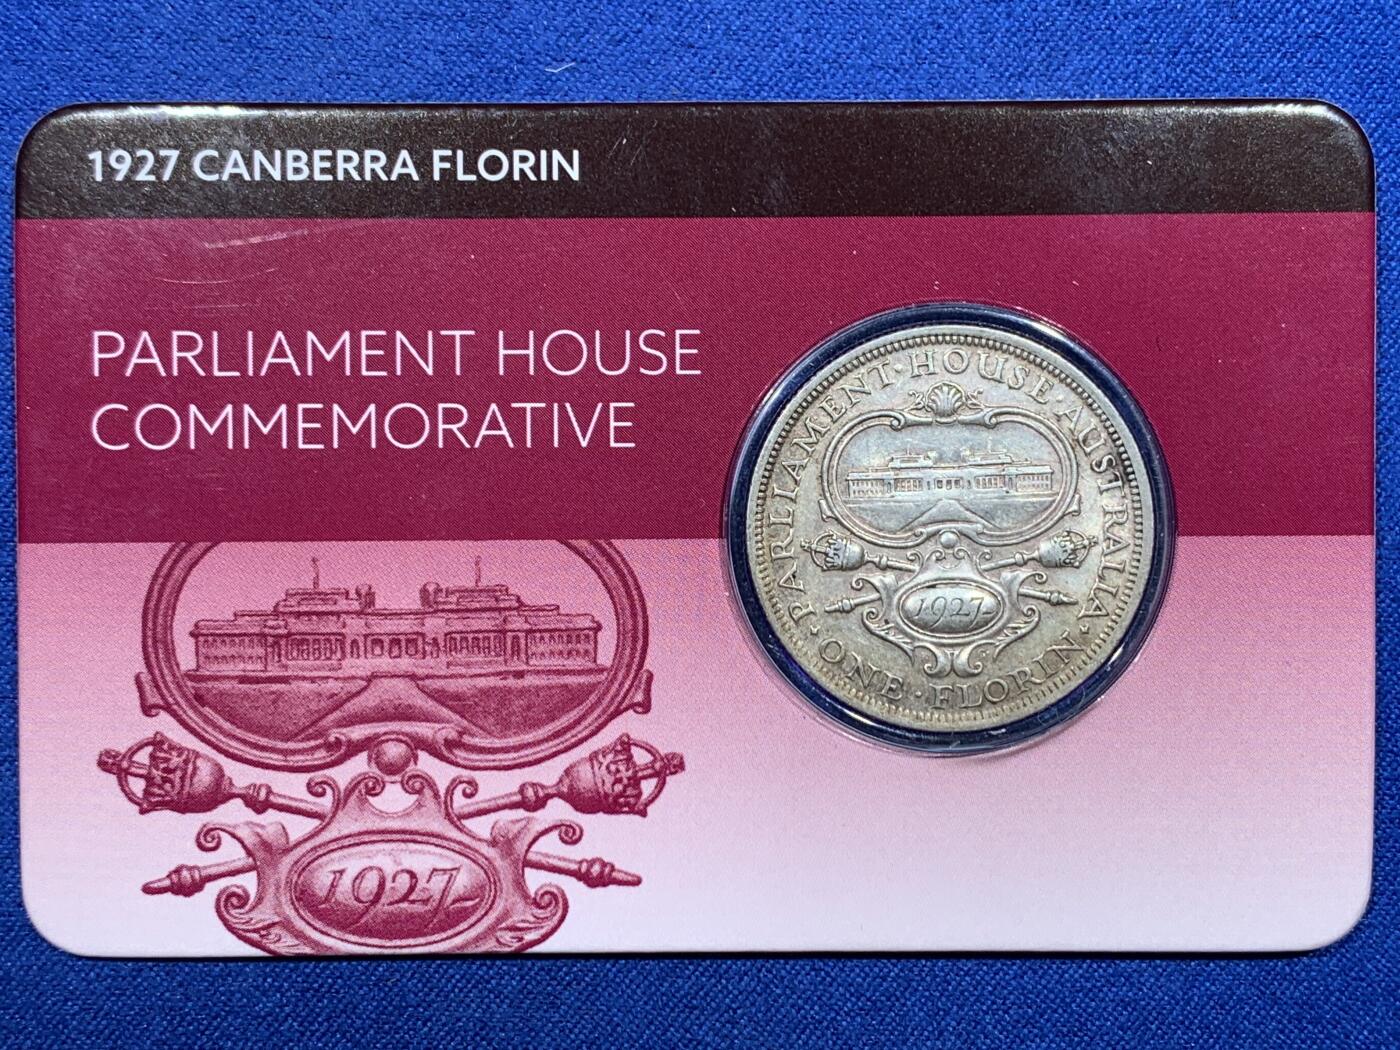 1927 CANBERRA FLORIN
PARLIAMENT HOUSE
COMMEMORATIVE
PARLIAMENT·HOUSE·AUSTRALIA·
1927
·ONE·FLORIN·
1927